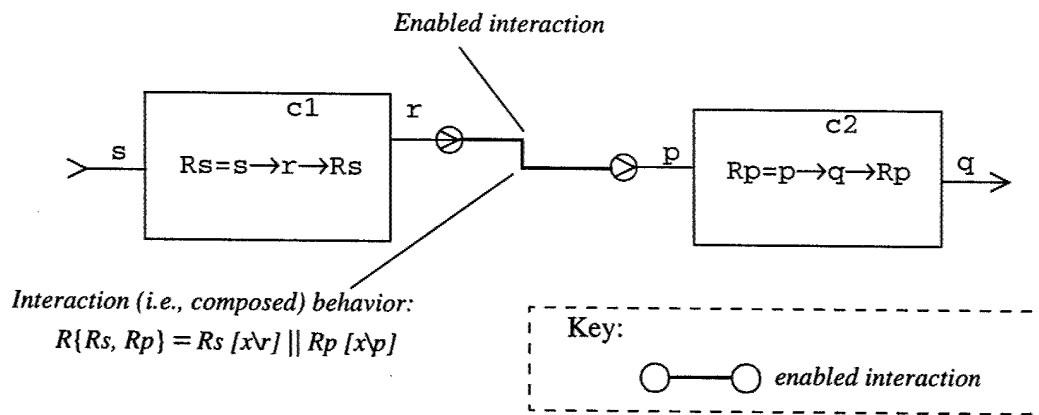 Enabled interaction
c1
r
s
Rs=s→r→Rs
p
c2
Rp=p→q→Rp
q
Interaction (i.e., composed) behavior:
R{Rs, Rp} = Rs [x\r] || Rp [x\p]
Key:
enabled interaction